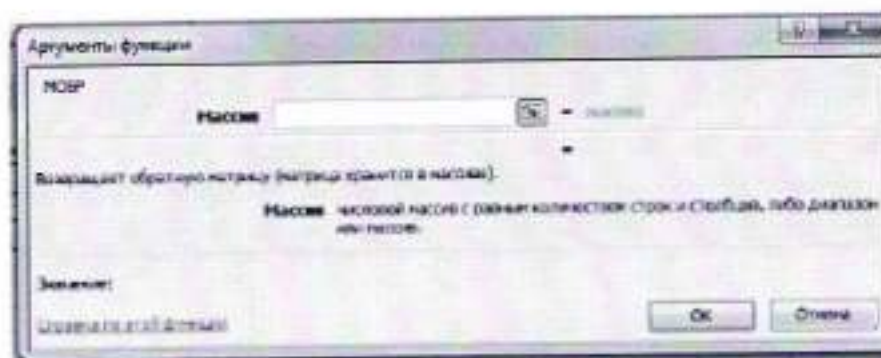 Аргументы функции
МОБР
Массив = массив
=
Возвращает обратную матрицу (матрица хранится в массиве).
Массив числовой массив с равным количеством строк и столбцов, либо диапазон
или массив.
Значение:
Справка по этой функции
ОК Отмена